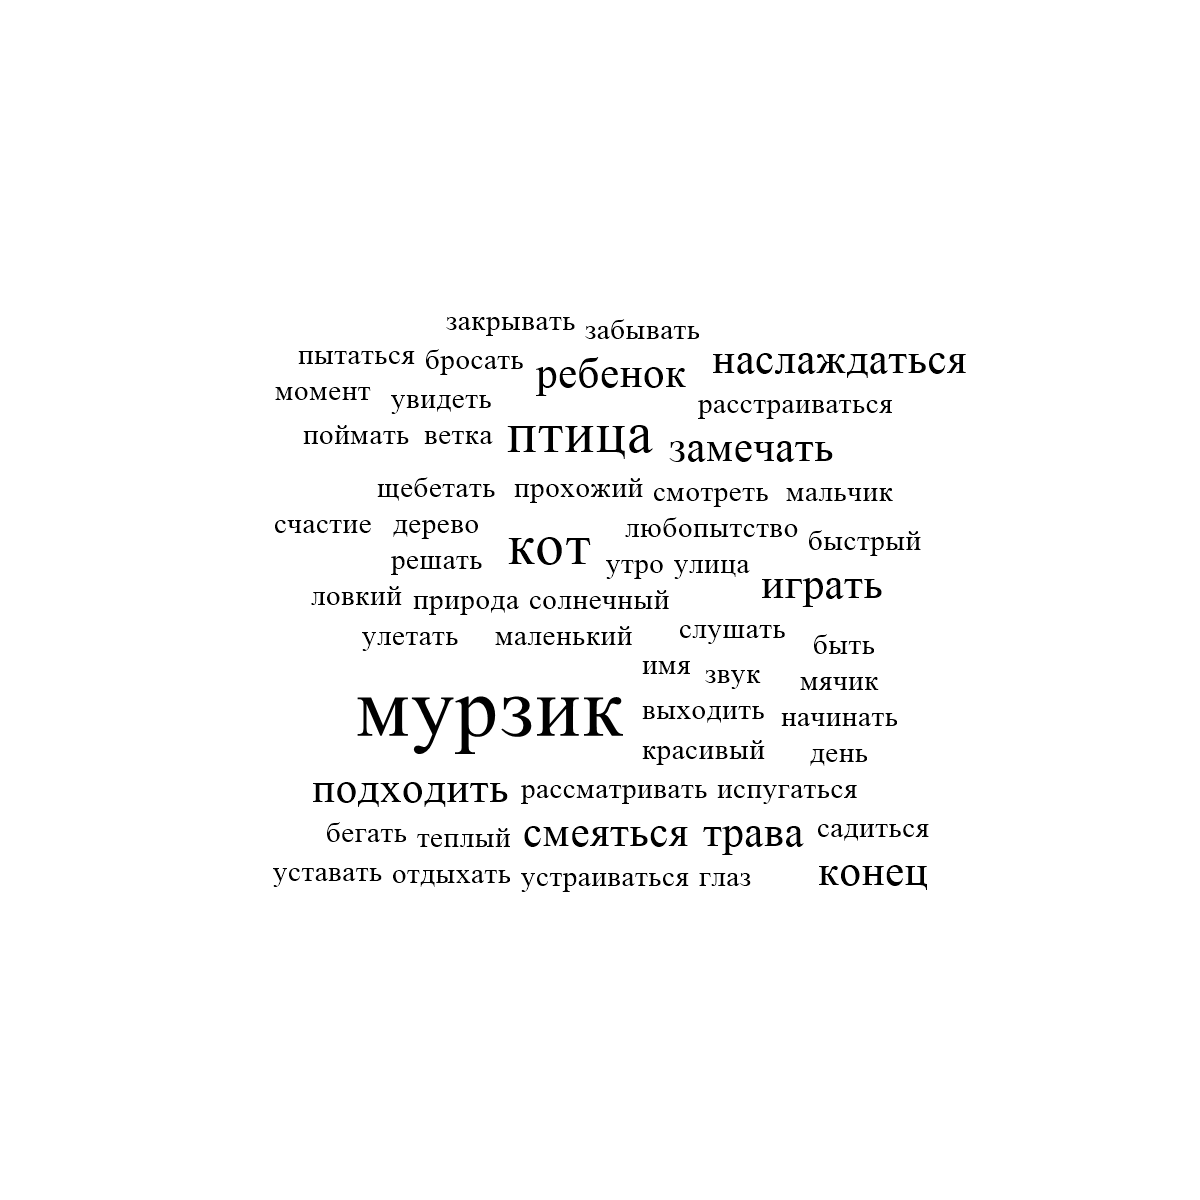 закрывать забывать
пытаться бросать ребенок наслаждаться
момент увидеть расстраиваться
поймать ветка птица замечать
щебетать прохожий смотреть мальчик
счастие дерево любопытство быстрый
решать кот утро улица играть
ловкий природа солнечный
улетать маленький слушать быть
имя звук мячик
мурзик выходить начинать
красивый день
подходить рассматривать испугаться
бегать теплый смеяться трава садиться
уставать отдыхать устраиваться глаз конец